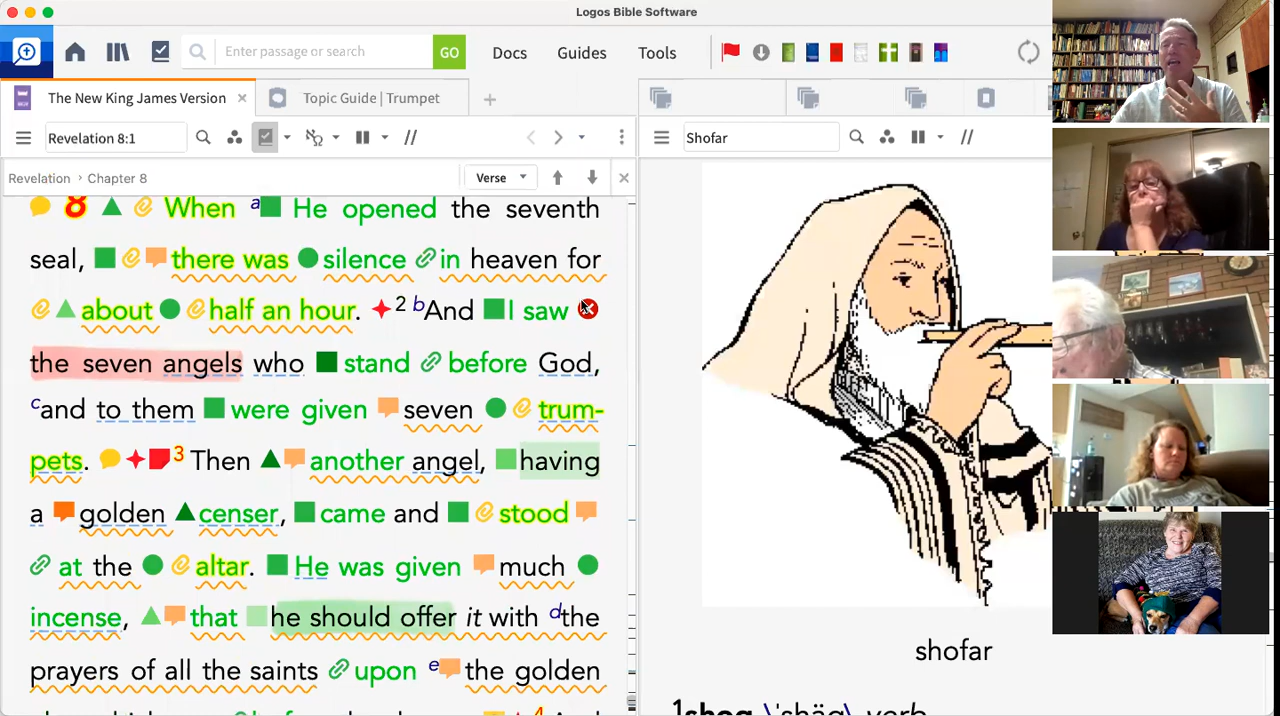 Logos Bible Software
Enter passage or search
GO
Docs
Guides
Tools
The New King James Version
Topic Guide | Trumpet
Revelation 8:1
Shofar
Revelation > Chapter 8
Verse
8 When a He opened the seventh
seal, there was silence in heaven for
about half an hour. 2 b And I saw
the seven angels who stand before God,
c and to them were given seven trum-
pets. 3 Then another angel, having
a golden censer, came and stood
at the altar. He was given much
incense, that he should offer it with d the
prayers of all the saints upon e the golden
shofar